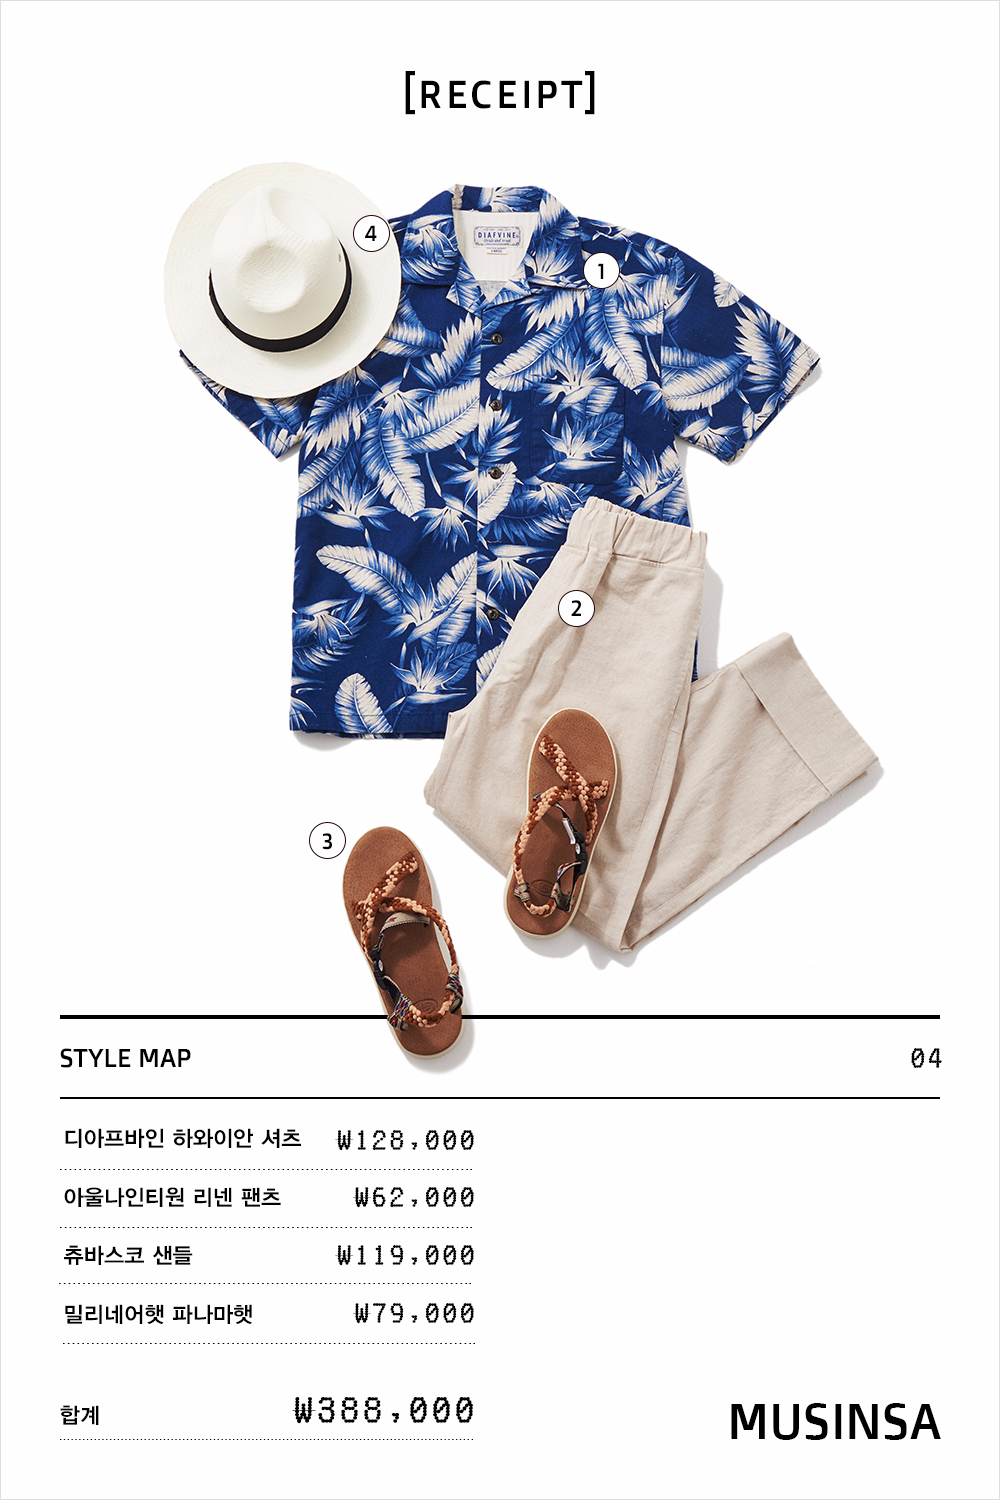 [RECEIPT]
4
DIAFVINE
1
2
3
STYLE MAP 04
디아프바인 하와이안 셔츠 ₩128,000
아울나인티원 리넨 팬츠 ₩62,000
츄바스코 샌들 ₩119,000
밀리네어햇 파나마햇 ₩79,000
합계 ₩388,000
MUSINSA